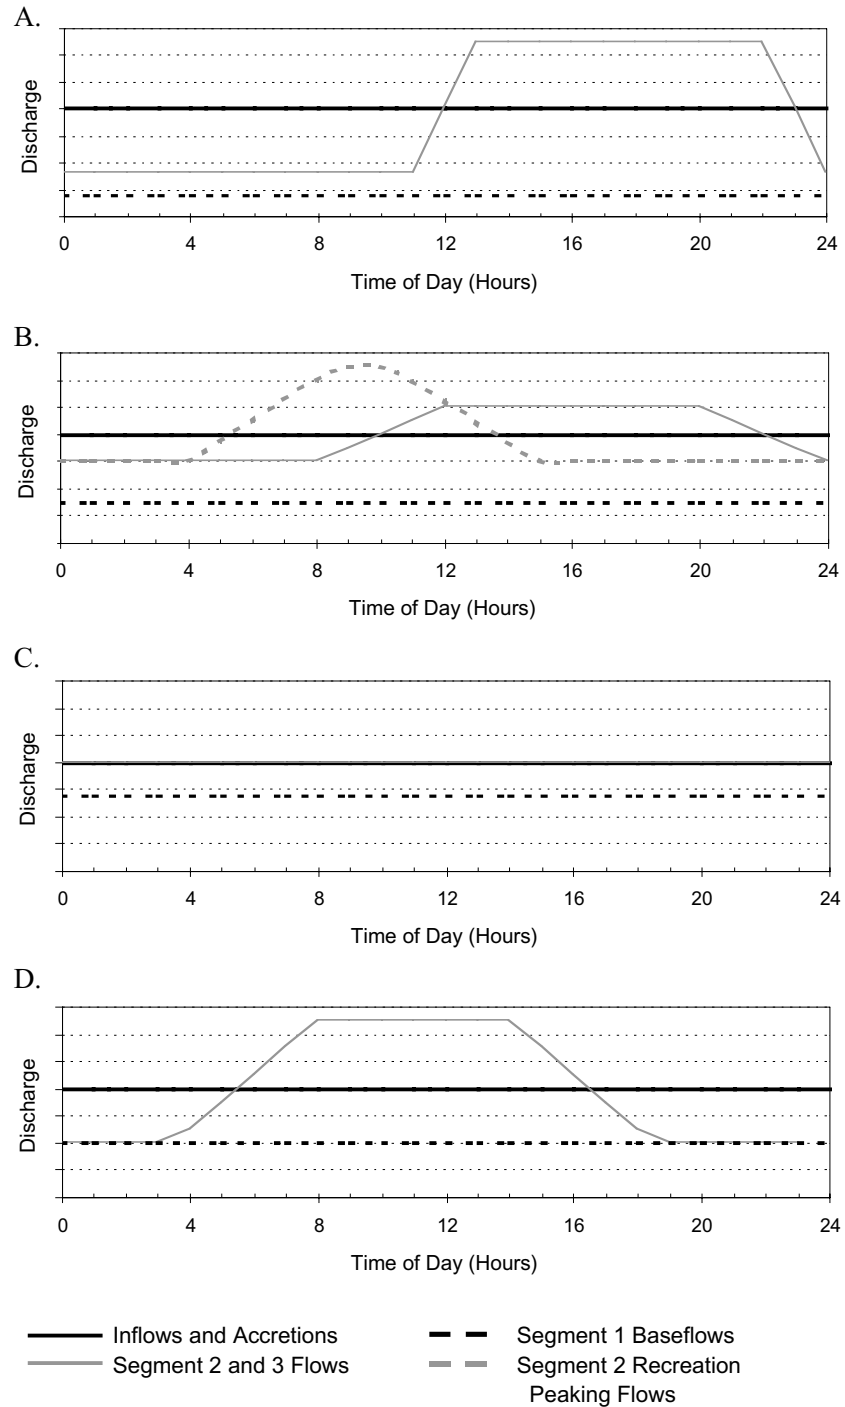 A.
Discharge
0 4 8 12 16 20 24
Time of Day (Hours)
B.
Discharge
0 4 8 12 16 20 24
Time of Day (Hours)
C.
Discharge
0 4 8 12 16 20 24
Time of Day (Hours)
D.
Discharge
0 4 8 12 16 20 24
Time of Day (Hours)
Inflows and Accretions
Segment 2 and 3 Flows
Segment 1 Baseflows
Segment 2 Recreation
Peaking Flows